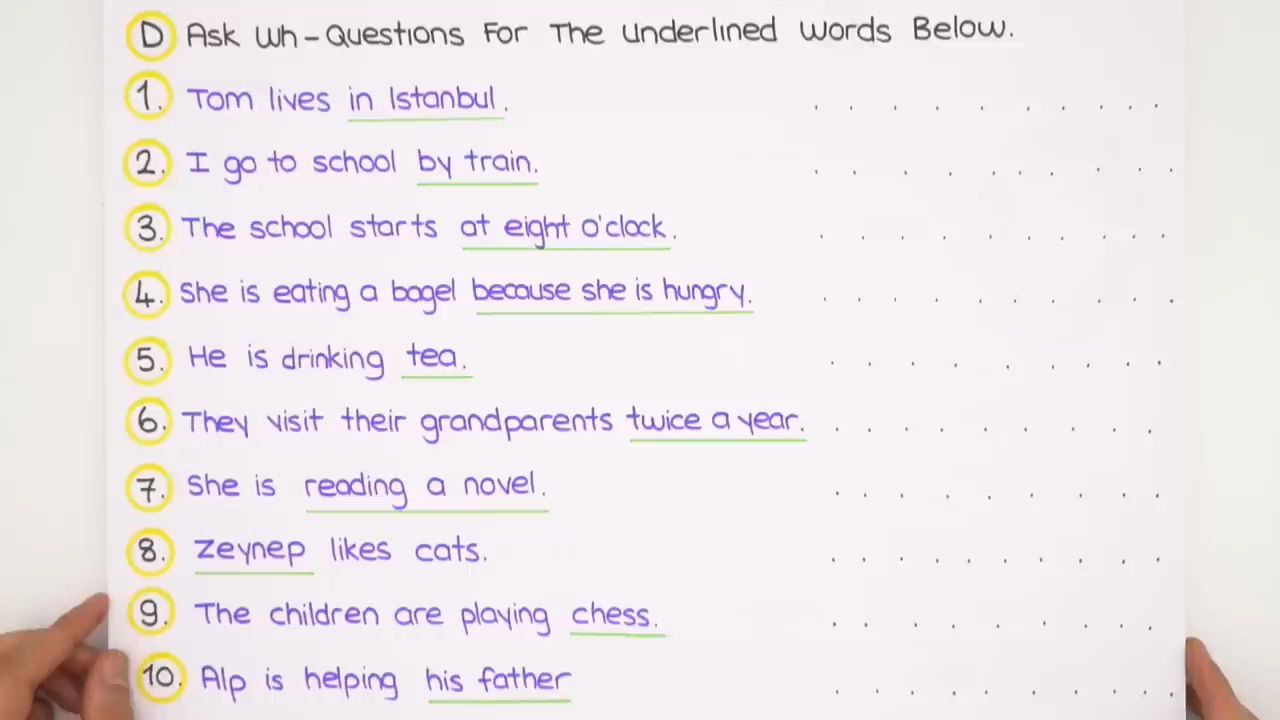 D Ask Wh-Questions For The Underlined Words Below.
1. Tom lives in Istanbul. . . . . . . . . . .
2. I go to school by train. . . . . . . . . . .
3. The school starts at eight o'clock. . . . . . . . . . .
4. She is eating a bagel because she is hungry. . . . . . . . . .
5. He is drinking tea. . . . . . . . . .
6. They visit their grandparents twice a year. . . . . . . . . . .
7. She is reading a novel. . . . . . . . . .
8. Zeynep likes cats. . . . . . . . . . .
9. The children are playing chess. . . . . . . . . .
10. Alp is helping his father . . . . . . . . . .